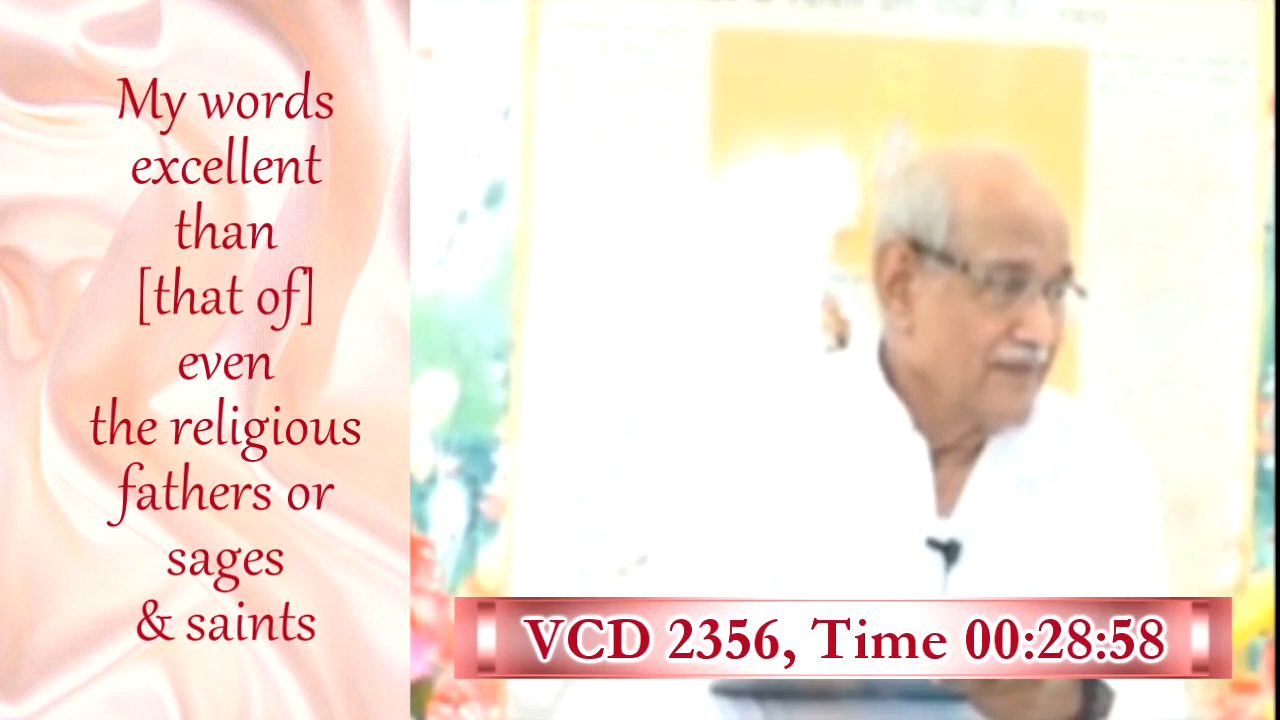 My words
excellent
than
[that of]
even
the religious
fathers or
sages
& saints
VCD 2356, Time 00:28:58